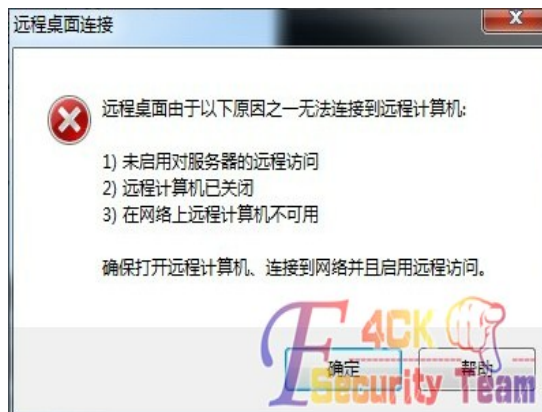 远程桌面连接
远程桌面由于以下原因之一无法连接到远程计算机:
1) 未启用对服务器的远程访问
2) 远程计算机已关闭
3) 在网络上远程计算机不可用
确保打开远程计算机、连接到网络并且启用远程访问。
F4CK
确定
帮助
Security Team